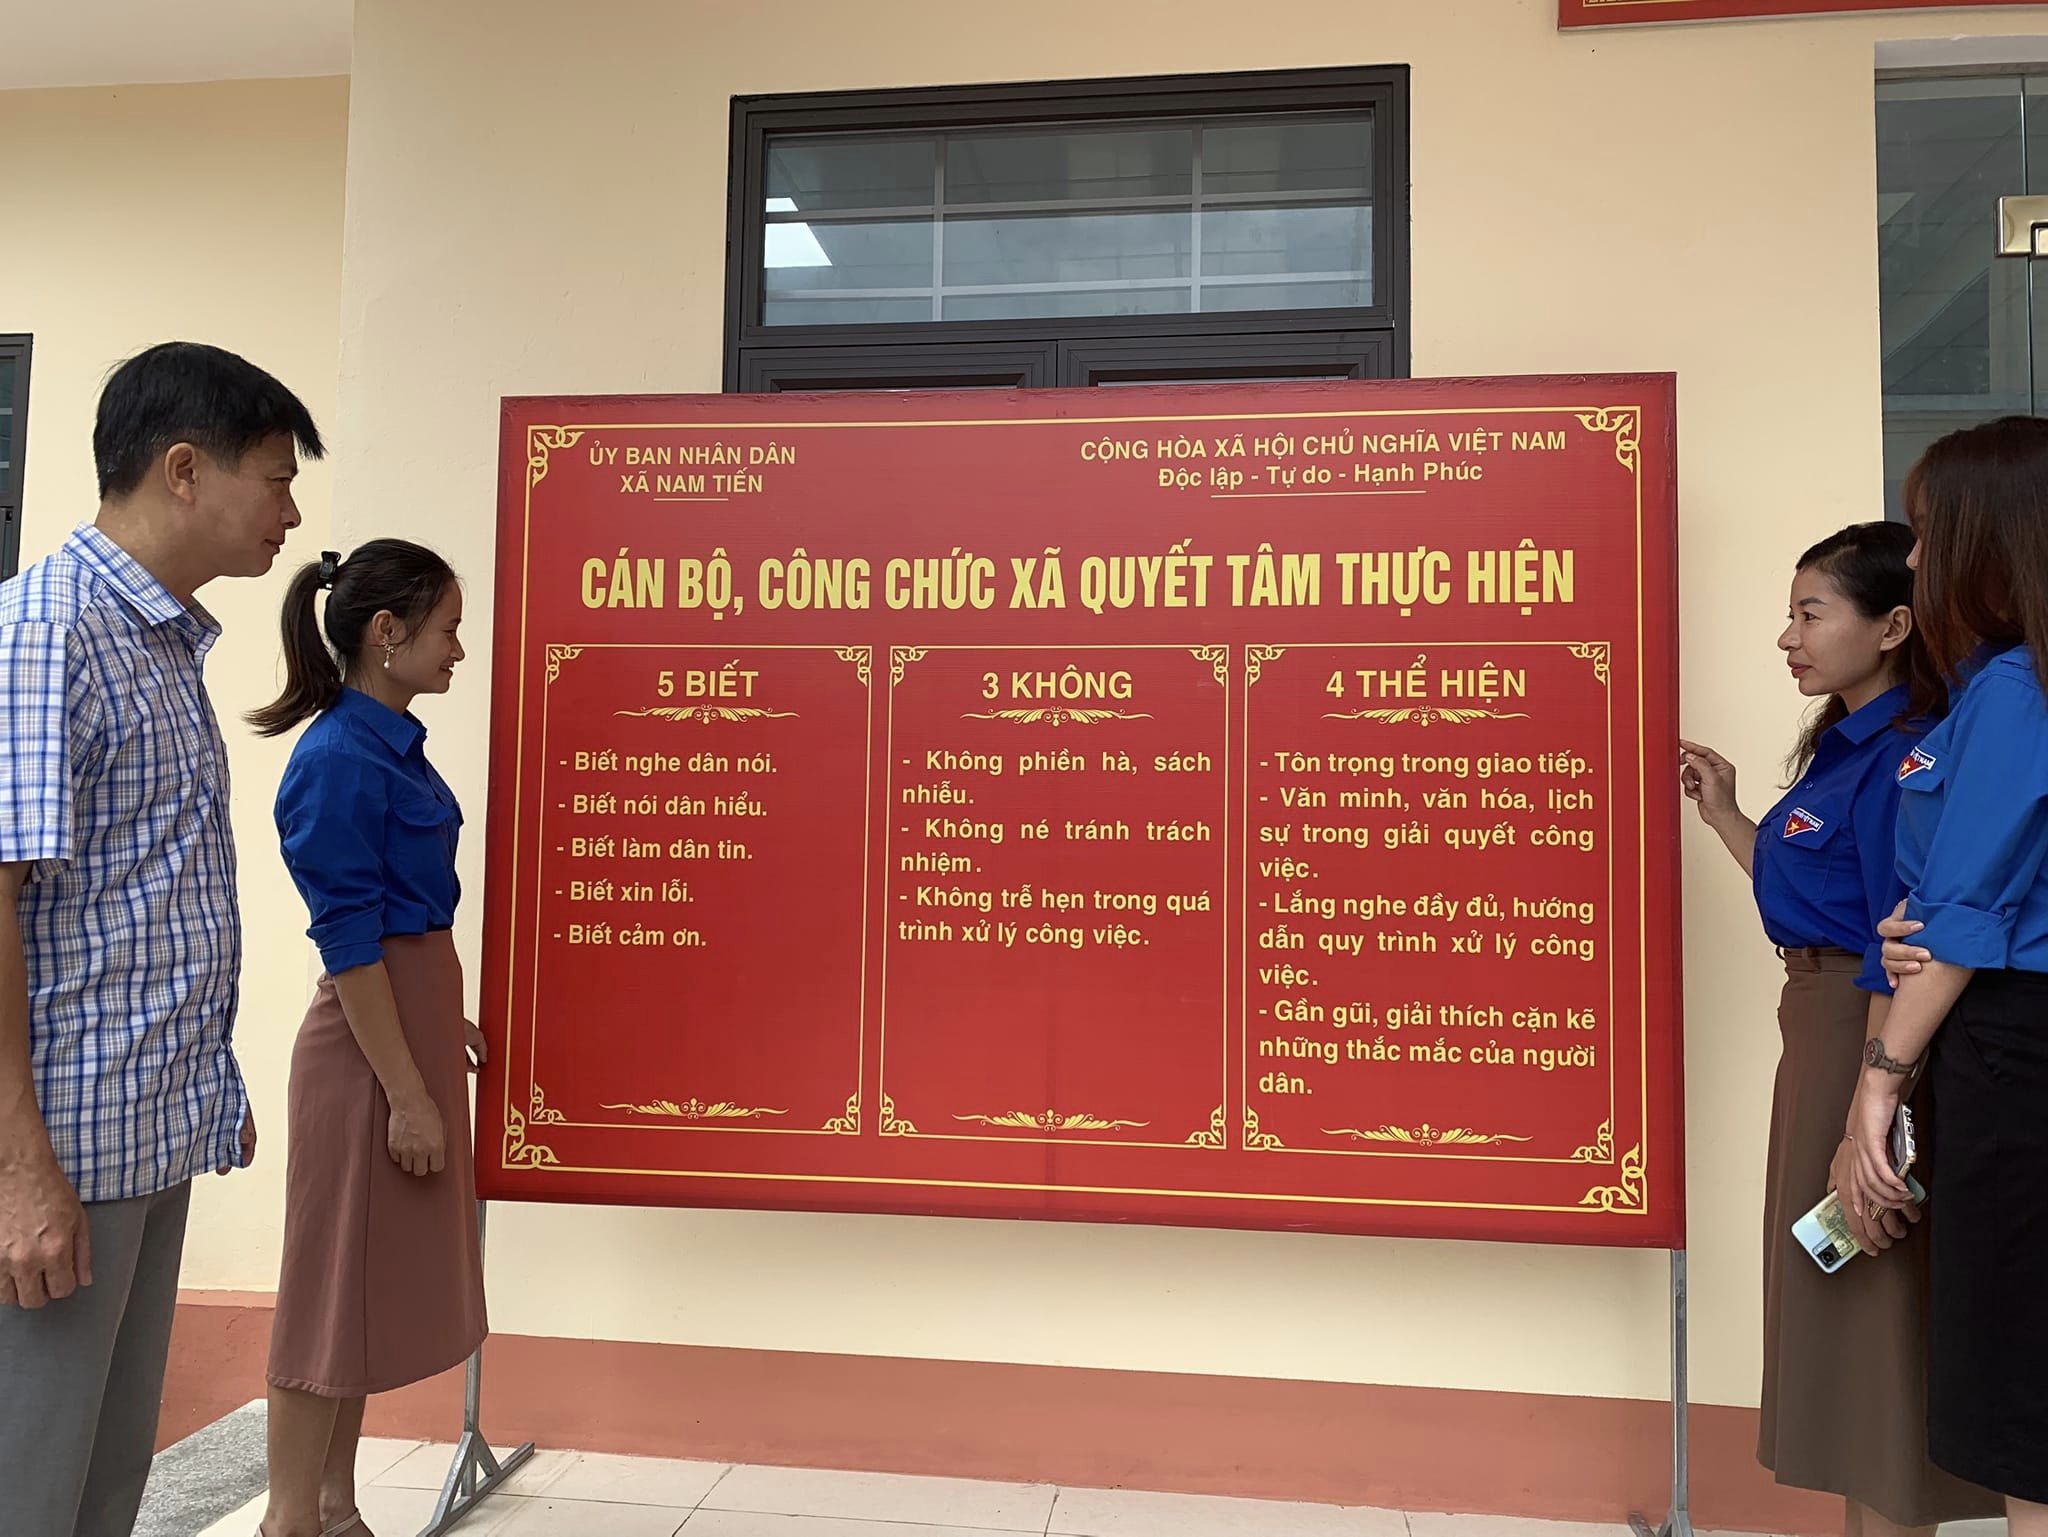 ỦY BAN NHÂN DÂN
XÃ NAM TIẾN
CỘNG HÒA XÃ HỘI CHỦ NGHĨA VIỆT NAM
Độc lập - Tự do - Hạnh Phúc
CÁN BỘ, CÔNG CHỨC XÃ QUYẾT TÂM THỰC HIỆN
5 BIẾT
- Biết nghe dân nói.
- Biết nói dân hiểu.
- Biết làm dân tin.
- Biết xin lỗi.
- Biết cảm ơn.
3 KHÔNG
- Không phiền hà, sách
nhiễu.
- Không né tránh trách
nhiệm.
- Không trễ hẹn trong quá
trình xử lý công việc.
4 THỂ HIỆN
- Tôn trọng trong giao tiếp.
- Văn minh, văn hóa, lịch
sự trong giải quyết công
việc.
- Lắng nghe đầy đủ, hướng
dẫn quy trình xử lý công
việc.
- Gần gũi, giải thích cặn kẽ
những thắc mắc của người
dân.
VIỆT NAM
VIỆT NAM